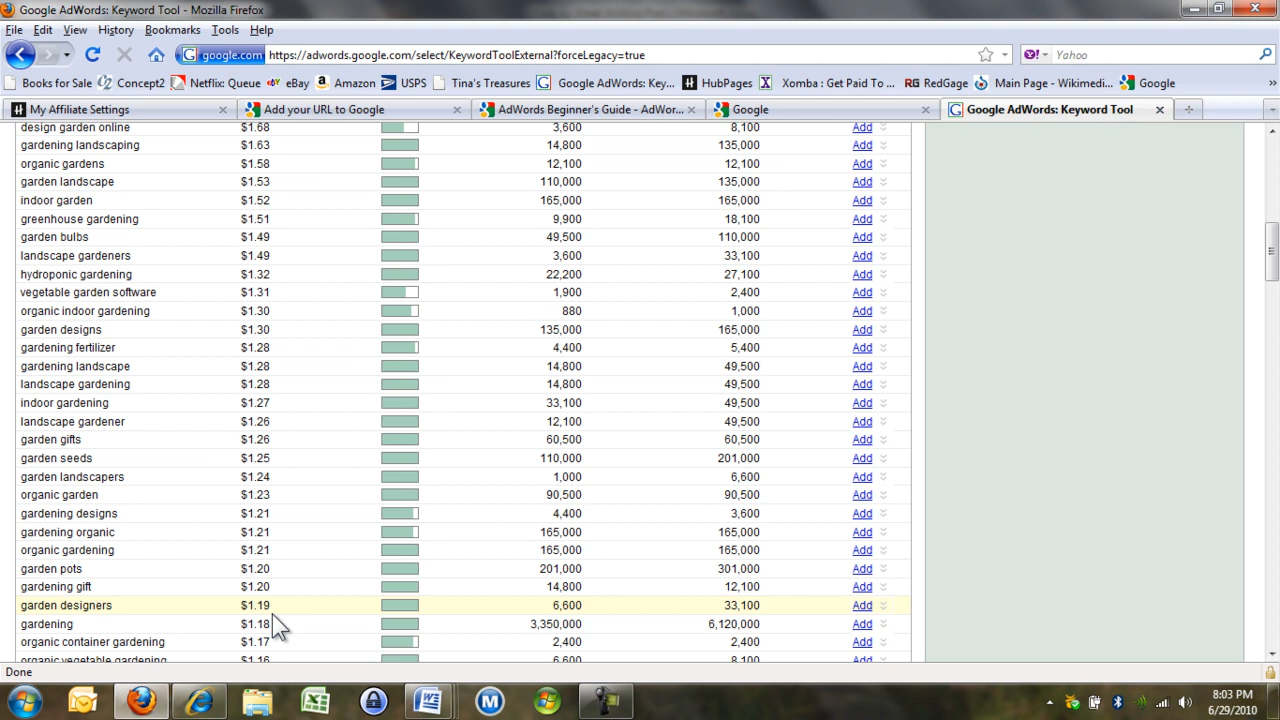 Google AdWords: Keyword Tool - Mozilla Firefox
File Edit View History Bookmarks Tools Help
google.com https://adwords.google.com/select/KeywordToolExternal?forceLegacy=true Yahoo
Books for Sale Concept2 Netflix: Queue eBay Amazon USPS Tina's Treasures Google AdWords: Key... HubPages Xomba : Get Paid To ... RedGage Main Page - Wikimedi... Google
My Affiliate Settings Add your URL to Google AdWords Beginner's Guide - AdWor... Google Google AdWords: Keyword Tool
design garden online $1.68 3,600 8,100 Add
gardening landscaping $1.63 14,800 135,000 Add
organic gardens $1.58 12,100 12,100 Add
garden landscape $1.53 110,000 135,000 Add
indoor garden $1.52 165,000 165,000 Add
greenhouse gardening $1.51 9,900 18,100 Add
garden bulbs $1.49 49,500 110,000 Add
landscape gardeners $1.49 3,600 33,100 Add
hydroponic gardening $1.32 22,200 27,100 Add
vegetable garden software $1.31 1,900 2,400 Add
organic indoor gardening $1.30 880 1,000 Add
garden designs $1.30 135,000 165,000 Add
gardening fertilizer $1.28 4,400 5,400 Add
gardening landscape $1.28 14,800 49,500 Add
landscape gardening $1.28 14,800 49,500 Add
indoor gardening $1.27 33,100 49,500 Add
landscape gardener $1.26 12,100 49,500 Add
garden gifts $1.26 60,500 60,500 Add
garden seeds $1.25 110,000 201,000 Add
garden landscapers $1.24 1,000 6,600 Add
organic garden $1.23 90,500 90,500 Add
gardening designs $1.21 4,400 3,600 Add
gardening organic $1.21 165,000 165,000 Add
organic gardening $1.21 165,000 165,000 Add
garden pots $1.20 201,000 301,000 Add
gardening gift $1.20 14,800 12,100 Add
garden designers $1.19 6,600 33,100 Add
gardening $1.18 3,350,000 6,120,000 Add
organic container gardening $1.17 2,400 2,400 Add
organic vegetable gardening $1.16 6,600 8,100 Add
Done
8:03 PM
6/29/2010